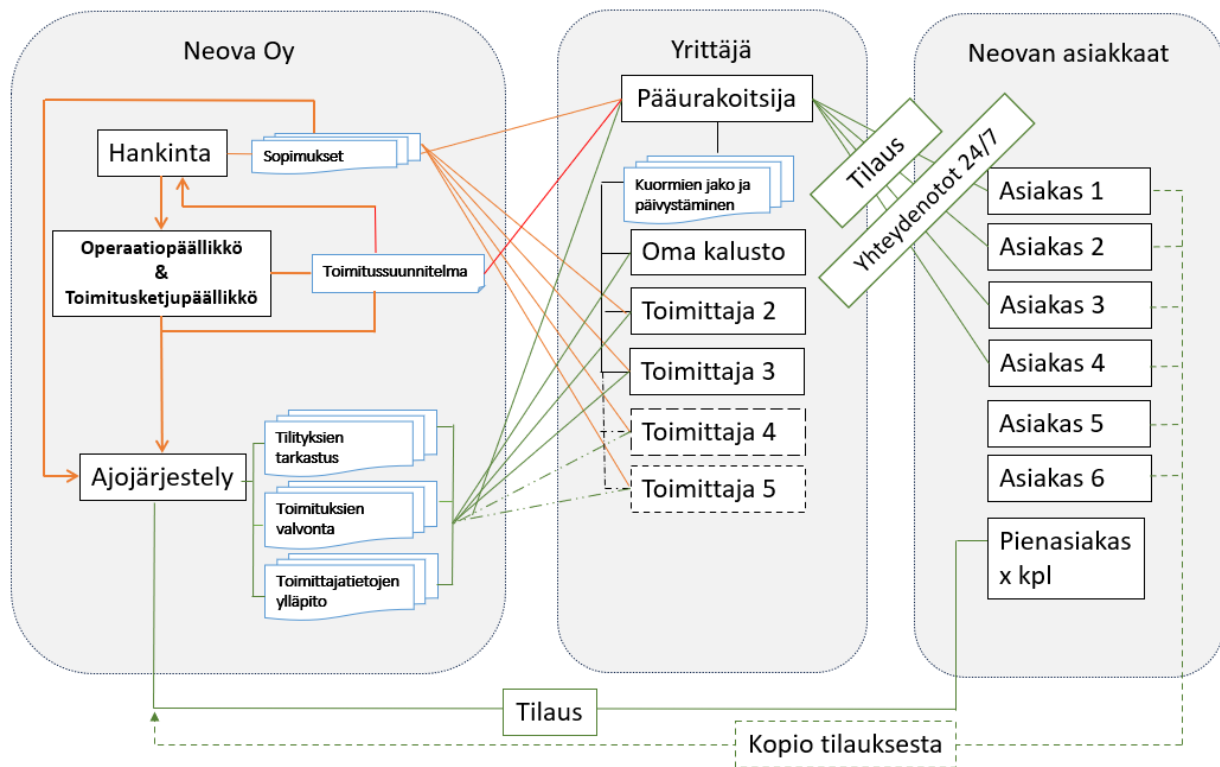 Neova Oy
Hankinta
Sopimukset
Operaatiopäällikkö
&
Toimitusketjupäällikkö
Toimitussuunnitelma
Ajojärjestely
Tilityksien
tarkastus
Toimituksien
valvonta
Toimittajatietojen
ylläpito
Yrittäjä
Pääurakoitsija
Kuormien jako ja
päivystäminen
Oma kalusto
Toimittaja 2
Toimittaja 3
Toimittaja 4
Toimittaja 5
Tilaus
Yhteydenotot 24/7
Neovan asiakkaat
Asiakas 1
Asiakas 2
Asiakas 3
Asiakas 4
Asiakas 5
Asiakas 6
Pienasiakas
x kpl
Tilaus
Kopio tilauksesta